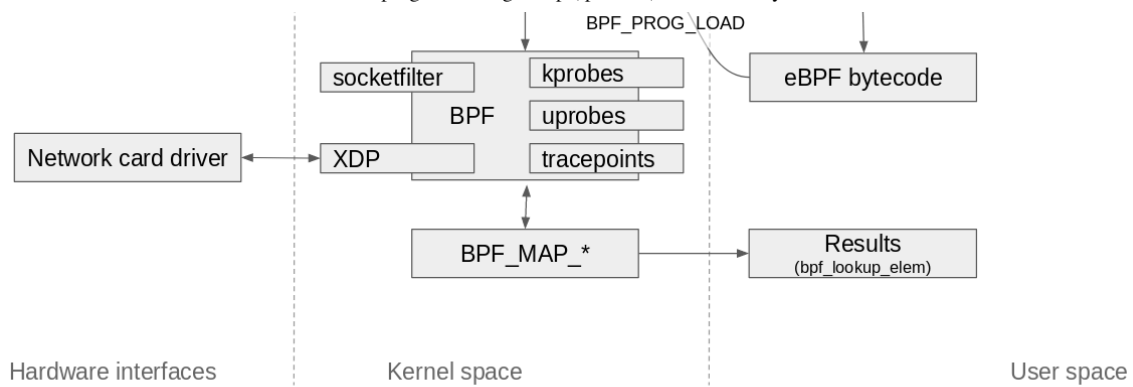 BPF_PROG_LOAD
socketfilter
kprobes
eBPF bytecode
BPF
uprobes
Network card driver
XDP
tracepoints
BPF_MAP_*
Results
(bpf_lookup_elem)
Hardware interfaces
Kernel space
User space